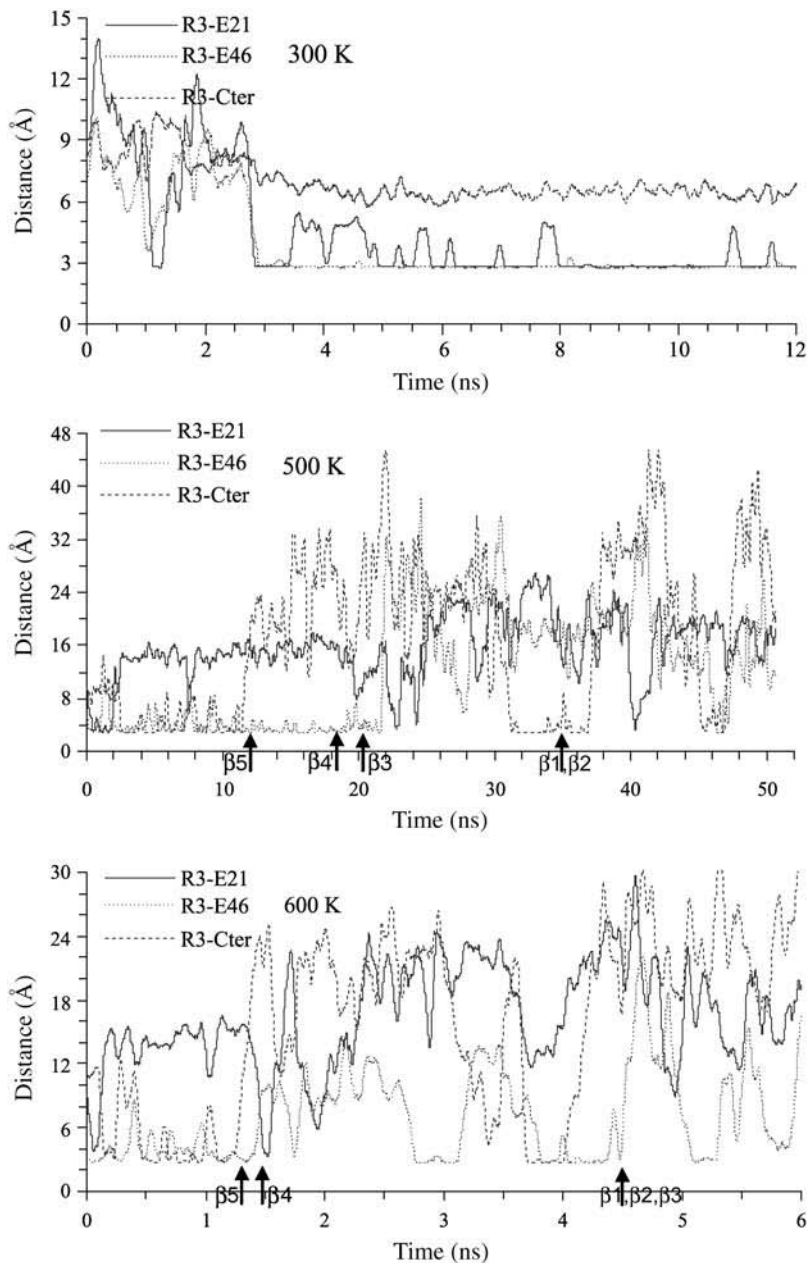 15
12
9
6
3
0
Distance (Å)
R3-E21
R3-E46
R3-Cter
300 K
0 2 4 6 8 10 12
Time (ns)
48
40
32
24
16
8
0
Distance (Å)
R3-E21
R3-E46
R3-Cter
500 K
β5 β4 β3 β1,β2
0 10 20 30 40 50
Time (ns)
30
24
18
12
6
0
Distance (Å)
R3-E21
R3-E46
R3-Cter
600 K
β5 β4 β1,β2,β3
0 1 2 3 4 5 6
Time (ns)